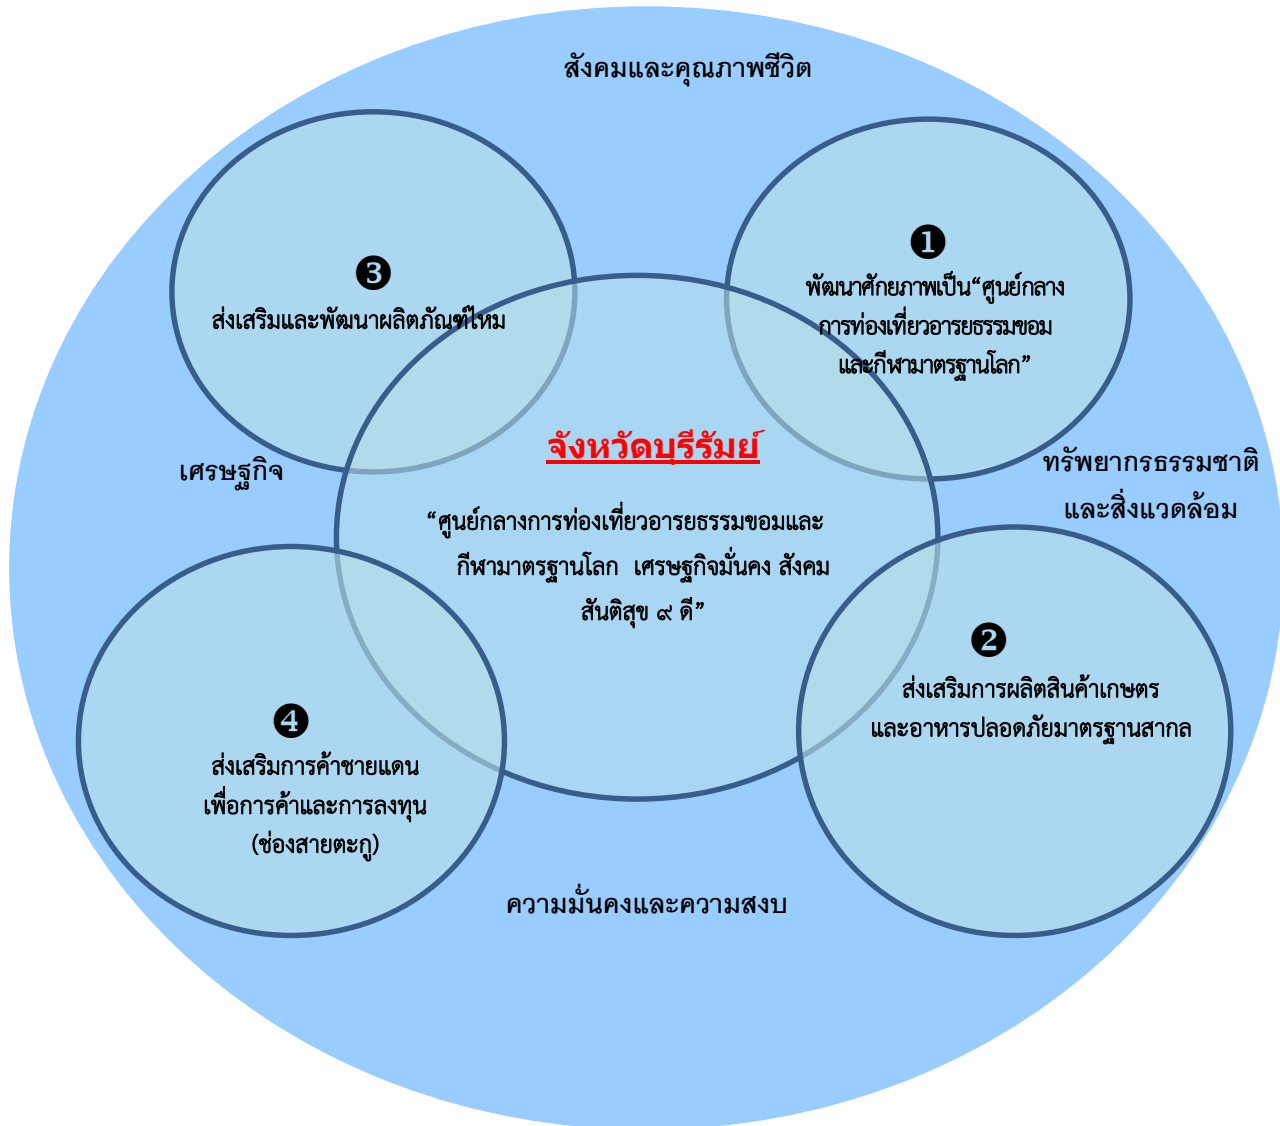 สังคมและคุณภาพชีวิต
❶
พัฒนาศักยภาพเป็น“ศูนย์กลาง
การท่องเที่ยวอารยธรรมขอม
และกีฬามาตรฐานโลก”
❸
ส่งเสริมและพัฒนาผลิตภัณฑ์ไหม
จังหวัดบุรีรัมย์
“ศูนย์กลางการท่องเที่ยวอารยธรรมขอมและ
กีฬามาตรฐานโลก เศรษฐกิจมั่นคง สังคม
สันติสุข ๙ ดี”
เศรษฐกิจ
ทรัพยากรธรรมชาติ
และสิ่งแวดล้อม
❷
ส่งเสริมการผลิตสินค้าเกษตร
และอาหารปลอดภัยมาตรฐานสากล
❹
ส่งเสริมการค้าชายแดน
เพื่อการค้าและการลงทุน
(ช่องสายตะกู)
ความมั่นคงและความสงบ